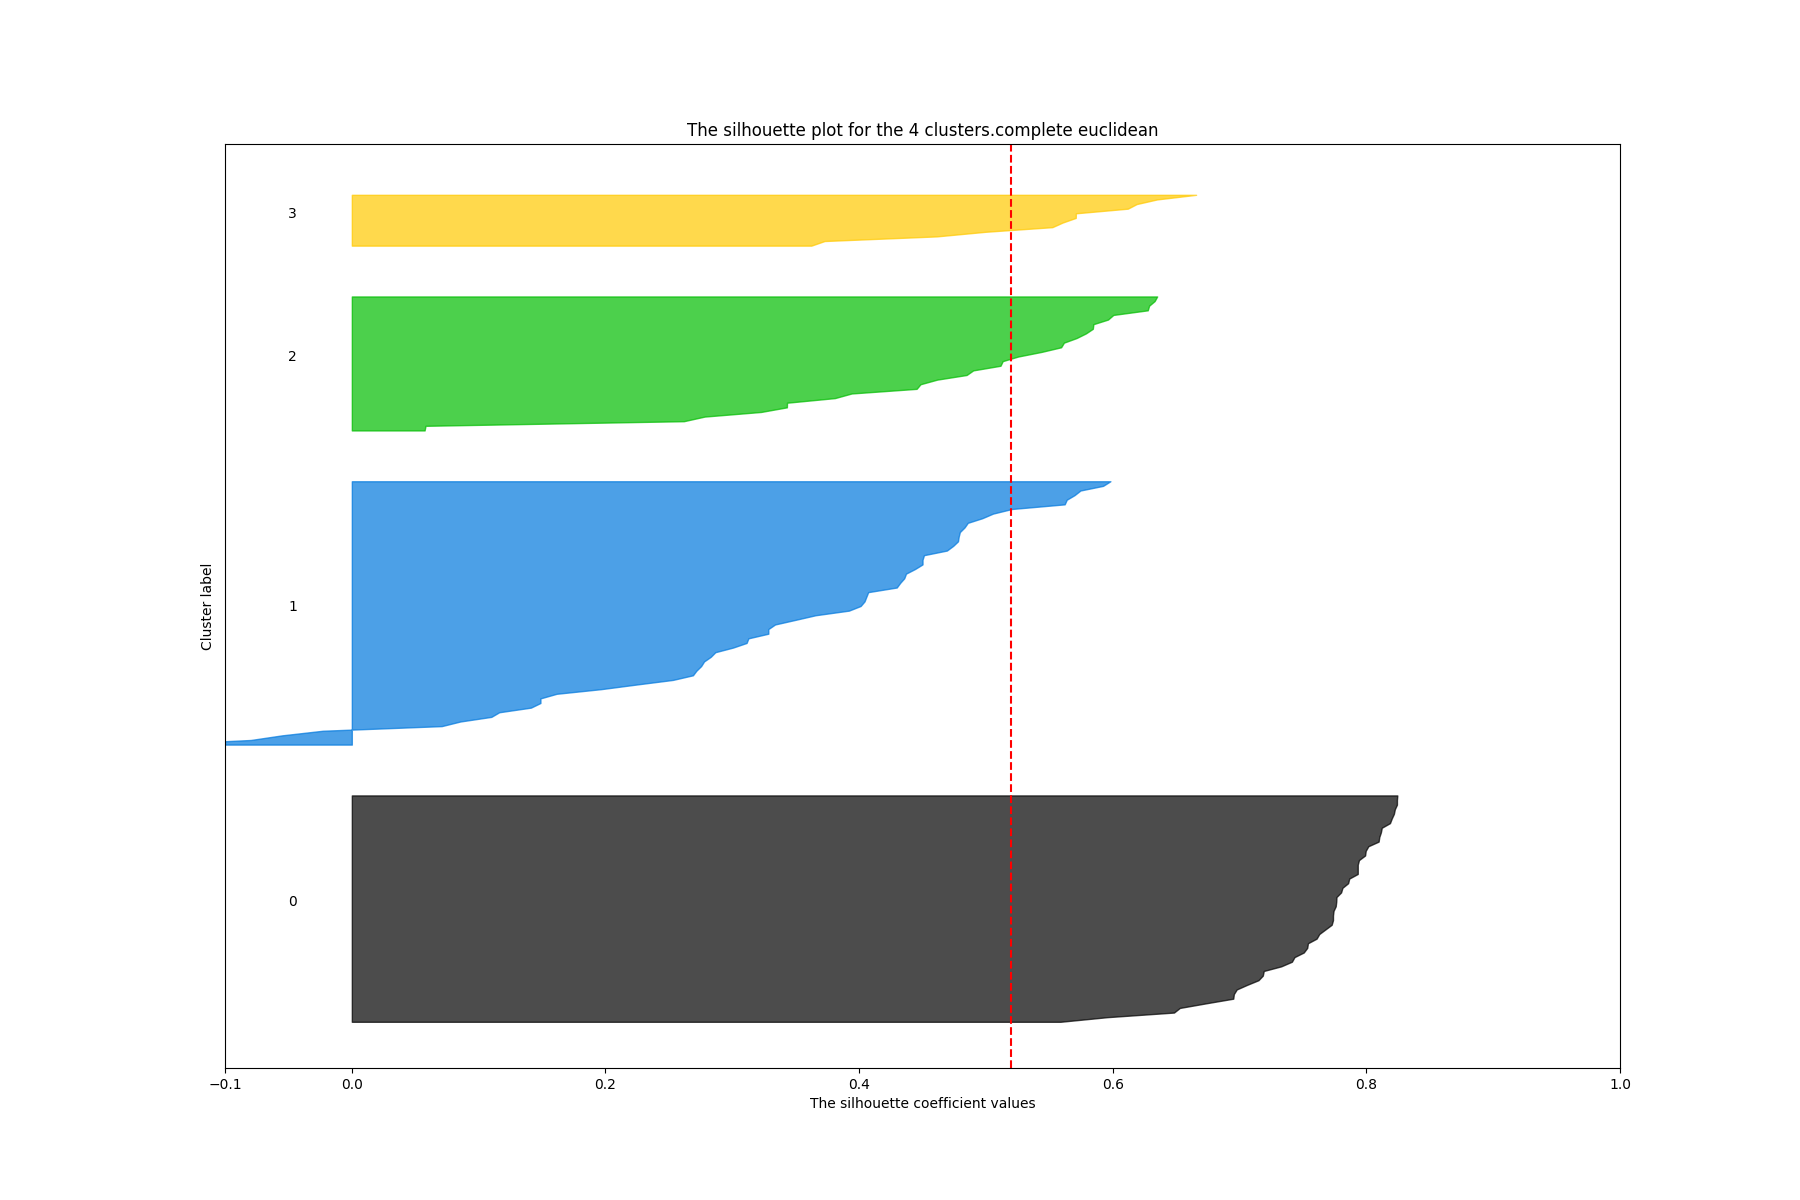 The silhouette plot for the 4 clusters.complete euclidean
3
2
1
0
Cluster label
−0.1 0.0 0.2 0.4 0.6 0.8 1.0
The silhouette coefficient values